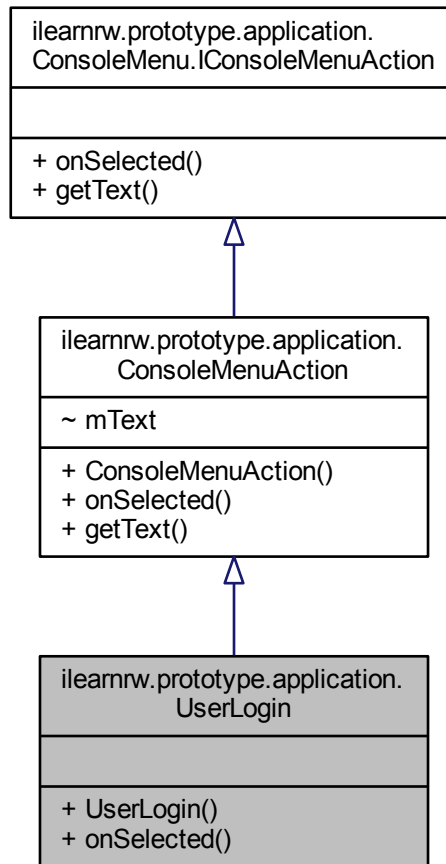 ilearnrw.prototype.application.
ConsoleMenu.IConsoleMenuAction
+ onSelected()
+ getText()
ilearnrw.prototype.application.
ConsoleMenuAction
~ mText
+ ConsoleMenuAction()
+ onSelected()
+ getText()
ilearnrw.prototype.application.
UserLogin
+ UserLogin()
+ onSelected()